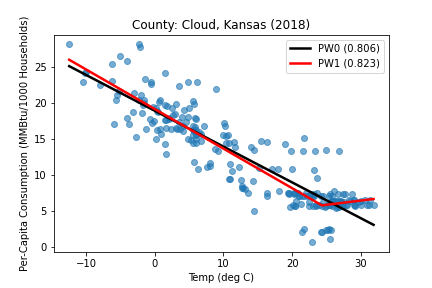 County: Cloud, Kansas (2018)
PW0 (0.806)
PW1 (0.823)
Per-Capita Consumption (MMBtu/1000 Households)
25
20
15
10
5
0
−10
0
10
20
30
Temp (deg C)